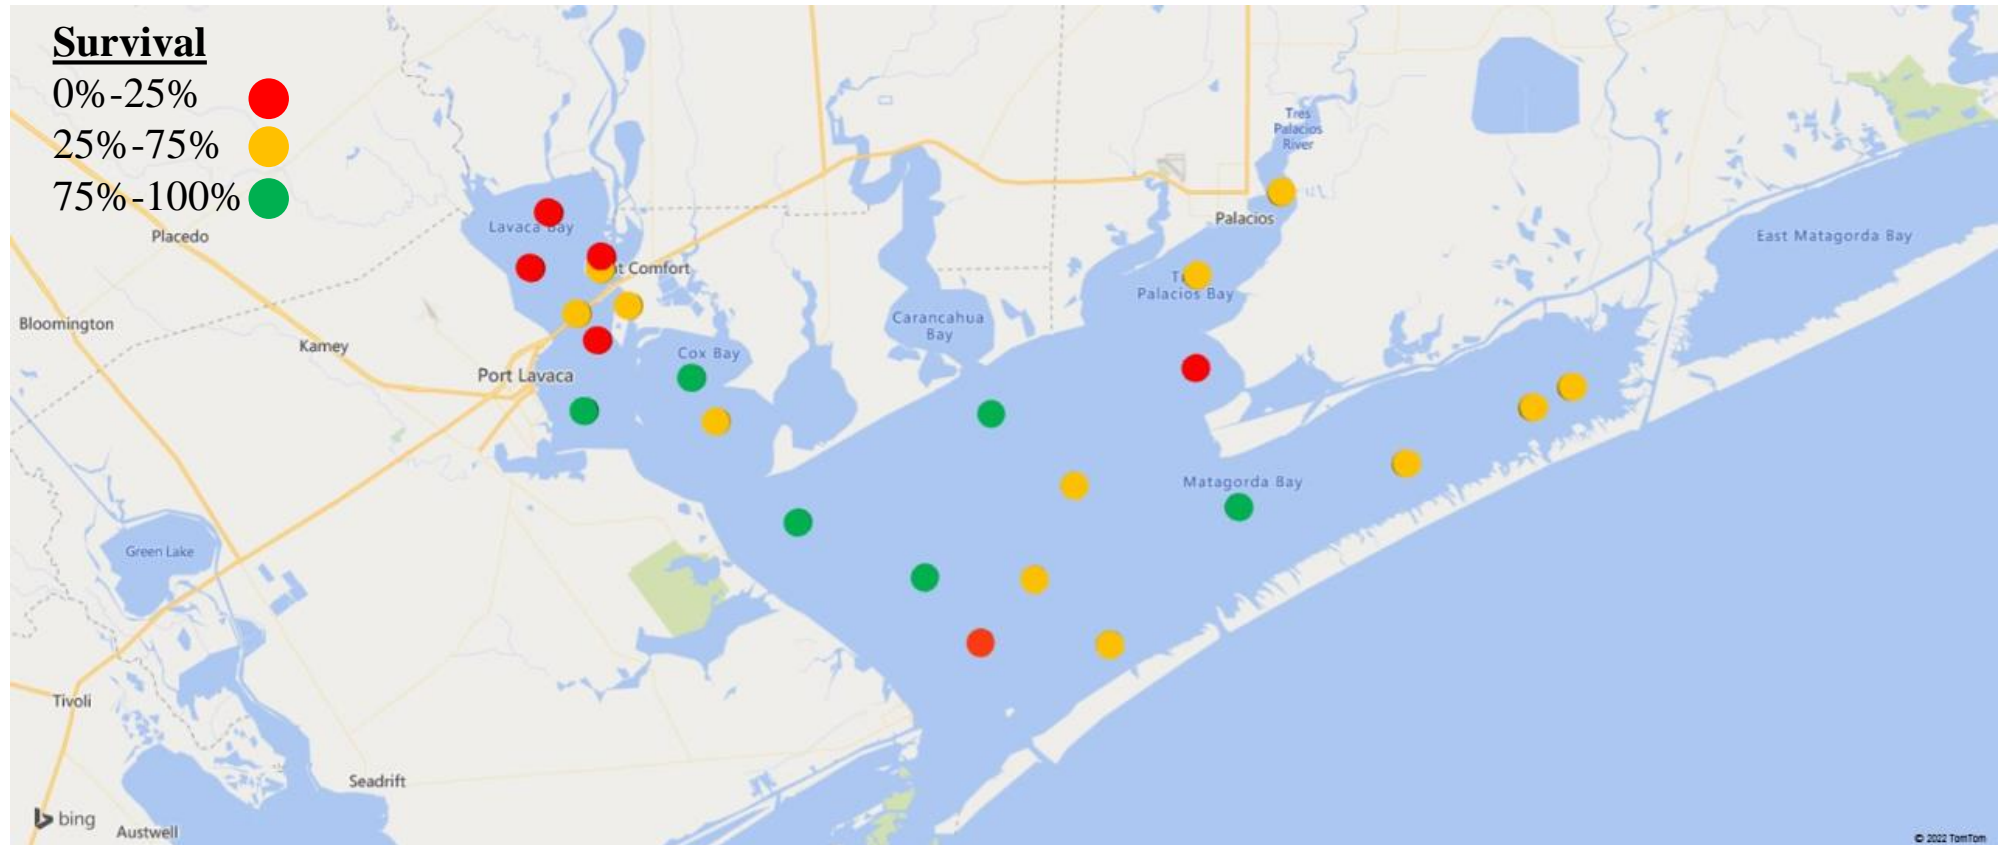 Survival
0%-25%
25%-75%
75%-100%
Tres
Palacios
River
Palacios
Placedo
Lavaca Bay
East Matagorda Bay
t Comfort
Palacios Bay
Bloomington
Kamey
Carancahua
Bay
Cox Bay
Port Lavaca
Matagorda Bay
Green Lake
Tivoli
Seadrift
bing
Austwell
© 2022 TomTom